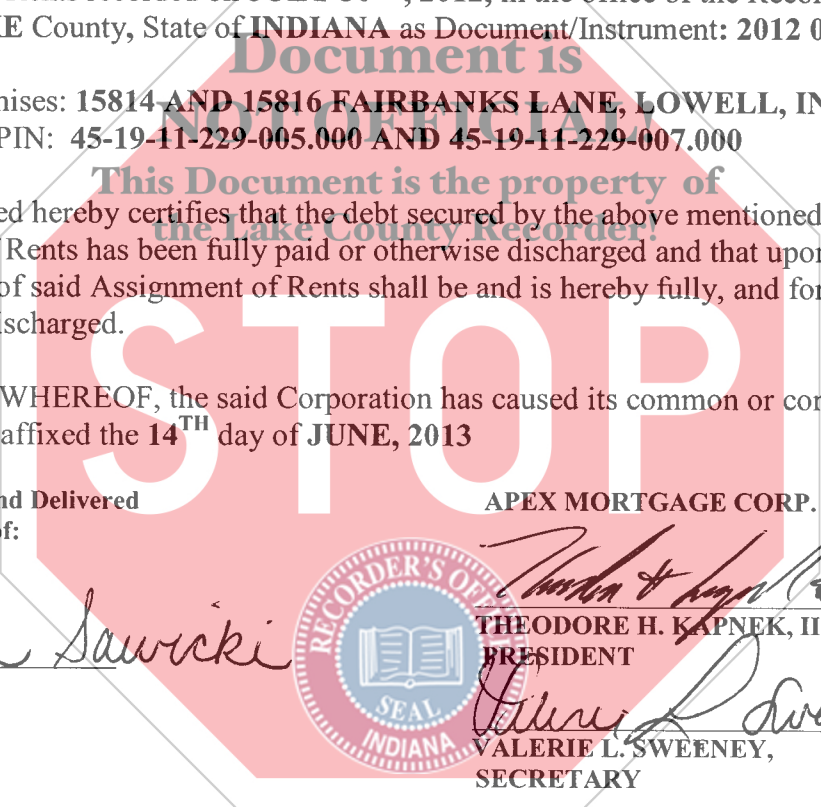 KE County, State of INDIANA as Document/Instrument: 2012 0
Document is
nises: 15814 AND 15816 FAIRBANKS LANE, LOWELL, IN
NOT OFFICIAL!
PIN: 45-19-11-229-005.000 AND 45-19-11-229-007.000
This Document is the property of
ed hereby certifies that the debt secured by the above mentioned
the Lake County Recorder!
Rents has been fully paid or otherwise discharged and that upon
of said Assignment of Rents shall be and is hereby fully, and for
ischarged.
STOP
WHEREOF, the said Corporation has caused its common or cor
affixed the 14TH day of JUNE, 2013
nd Delivered
of:
APEX MORTGAGE CORP.
Sawicki
THEODORE H. KAPNEK, II
PRESIDENT
RECORDER'S OFFICE
SEAL
INDIANA
VALERIE L. SWEENEY,
SECRETARY